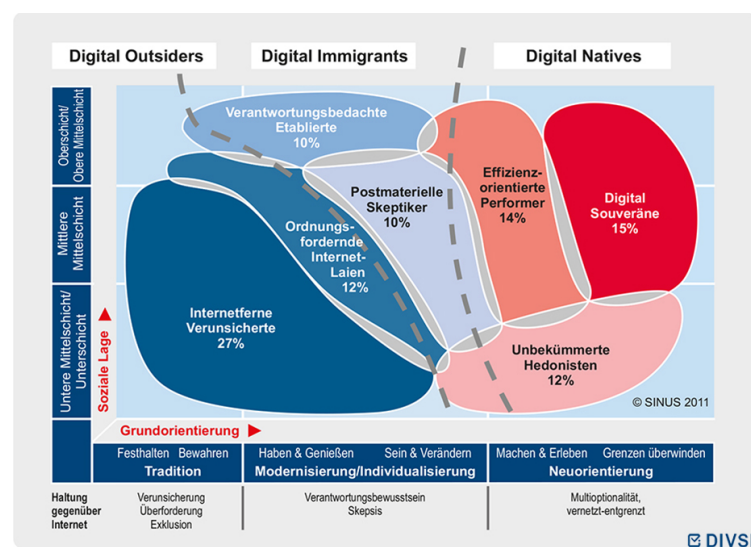 Digital Outsiders
Digital Immigrants
Digital Natives
Oberschicht/
Obere Mittelschicht
Mittlere
Mittelschicht
Untere Mittelschicht/
Unterschicht
Soziale Lage
Verantwortungsbedachte
Etablierte
10%
Postmaterielle
Skeptiker
10%
Effizienz-
orientierte
Performer
14%
Digital
Souveräne
15%
Ordnungs-
fordernde
Internet-
Laien
12%
Internetferne
Verunsicherte
27%
Unbekümmerte
Hedonisten
12%
© SINUS 2011
Grundorientierung
Festhalten Bewahren
Tradition
Haben & Genießen Sein & Verändern
Modernisierung/Individualisierung
Machen & Erleben Grenzen überwinden
Neuorientierung
Haltung
gegenüber
Internet
Verunsicherung
Überforderung
Exklusion
Verantwortungsbewusstsein
Skepsis
Multioptionalität,
vernetzt-entgrenzt
DIVSI